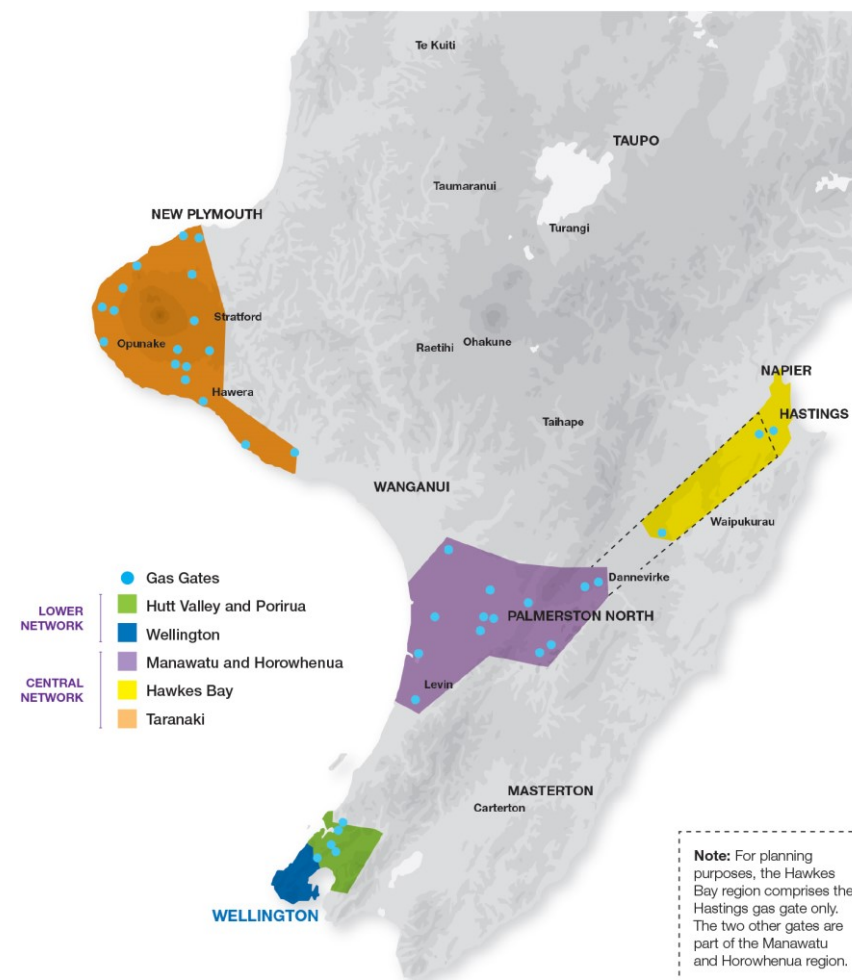 Te Kuiti
TAUPO
Taumaranui
NEW PLYMOUTH
Turangi
Stratford
Opunake
Raetihi
Ohakune
NAPIER
Hawera
HASTINGS
Taihape
WANGANUI
Waipukurau
Gas Gates
Dannevirke
LOWER
NETWORK
Hutt Valley and Porirua
Wellington
PALMERSTON NORTH
CENTRAL
NETWORK
Manawatu and Horowhenua
Hawkes Bay
Taranaki
Levin
MASTERTON
Carterton
WELLINGTON
Note: For planning
purposes, the Hawkes
Bay region comprises the
Hastings gas gate only.
The two other gates are
part of the Manawatu
and Horowhenua region.